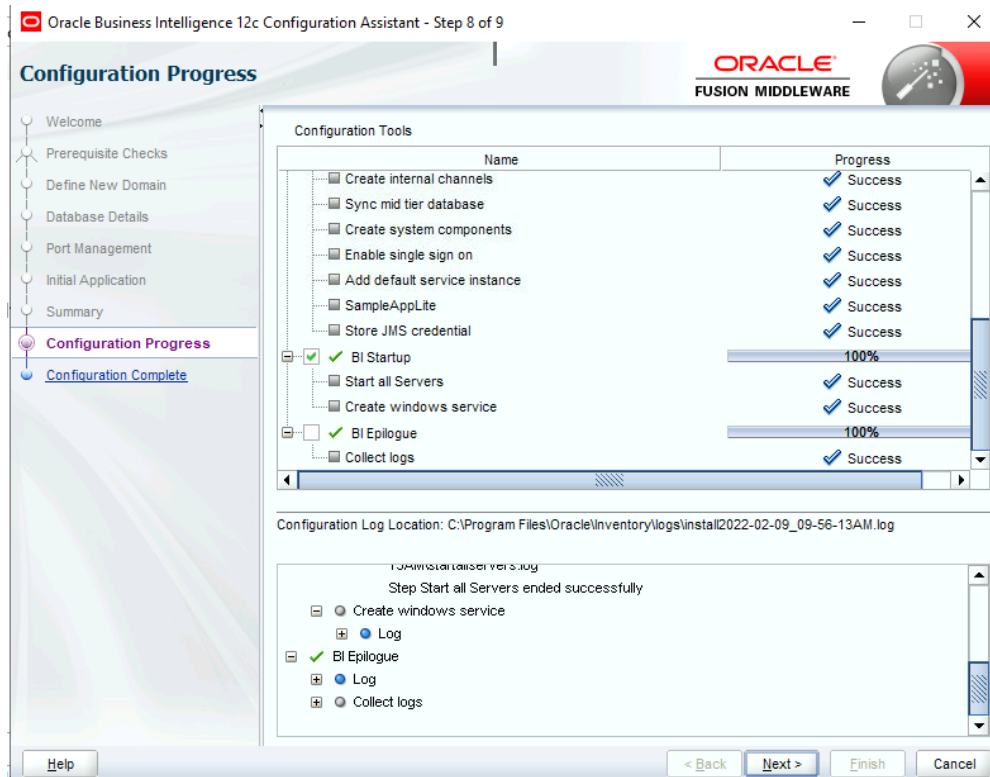 Oracle Business Intelligence 12c Configuration Assistant - Step 8 of 9
Configuration Progress
ORACLE
FUSION MIDDLEWARE
Welcome
Prerequisite Checks
Define New Domain
Database Details
Port Management
Initial Application
Summary
Configuration Progress
Configuration Complete
Configuration Tools
Name Progress
Create internal channels Success
Sync mid tier database Success
Create system components Success
Enable single sign on Success
Add default service instance Success
SampleAppLite Success
Store JMS credential Success
BI Startup 100%
Start all Servers Success
Create windows service Success
BI Epilogue 100%
Collect logs Success
Configuration Log Location: C:\Program Files\Oracle\Inventory\logs\install2022-02-09_09-56-13AM.log
Step Start all Servers ended successfully
Create windows service
Log
BI Epilogue
Log
Collect logs
Help < Back Next > Finish Cancel